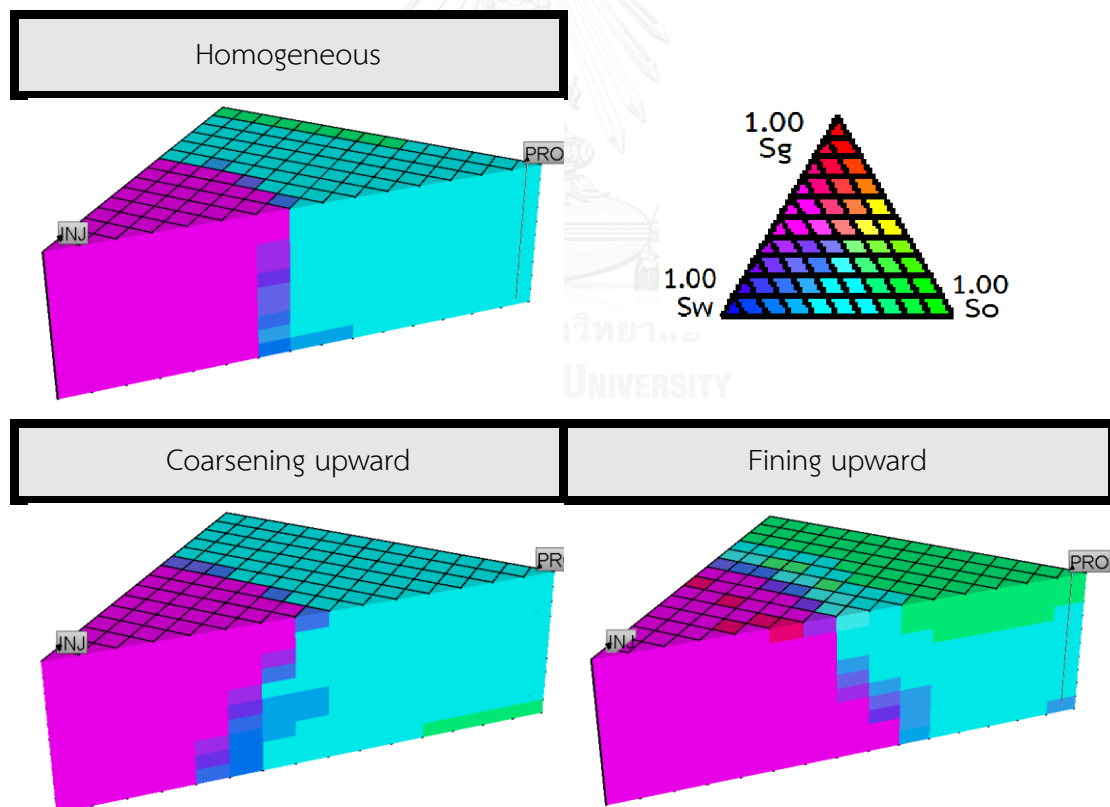 Homogeneous
INJ
PRO
1.00
Sg
1.00
Sw
1.00
So
UNIVERSITY
Coarsening upward
Fining upward
INJ
PRO
INJ
PRO